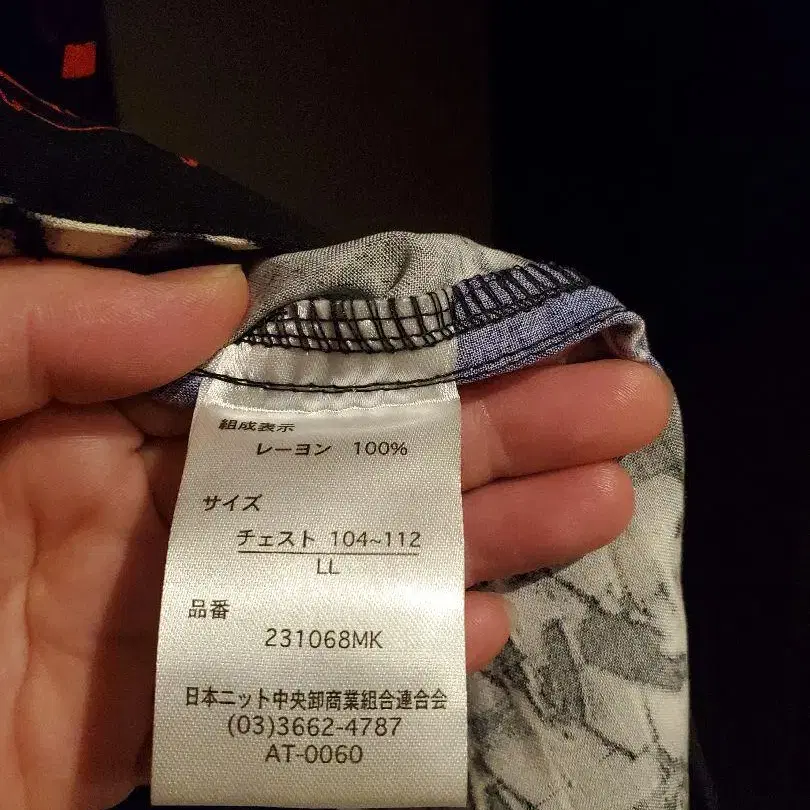 組成表示
レーヨン 100%
サイズ
チェスト 104~112
LL
品番
231068MK
日本ニット中央卸商業組合連合会
(03)3662-4787
AT-0060